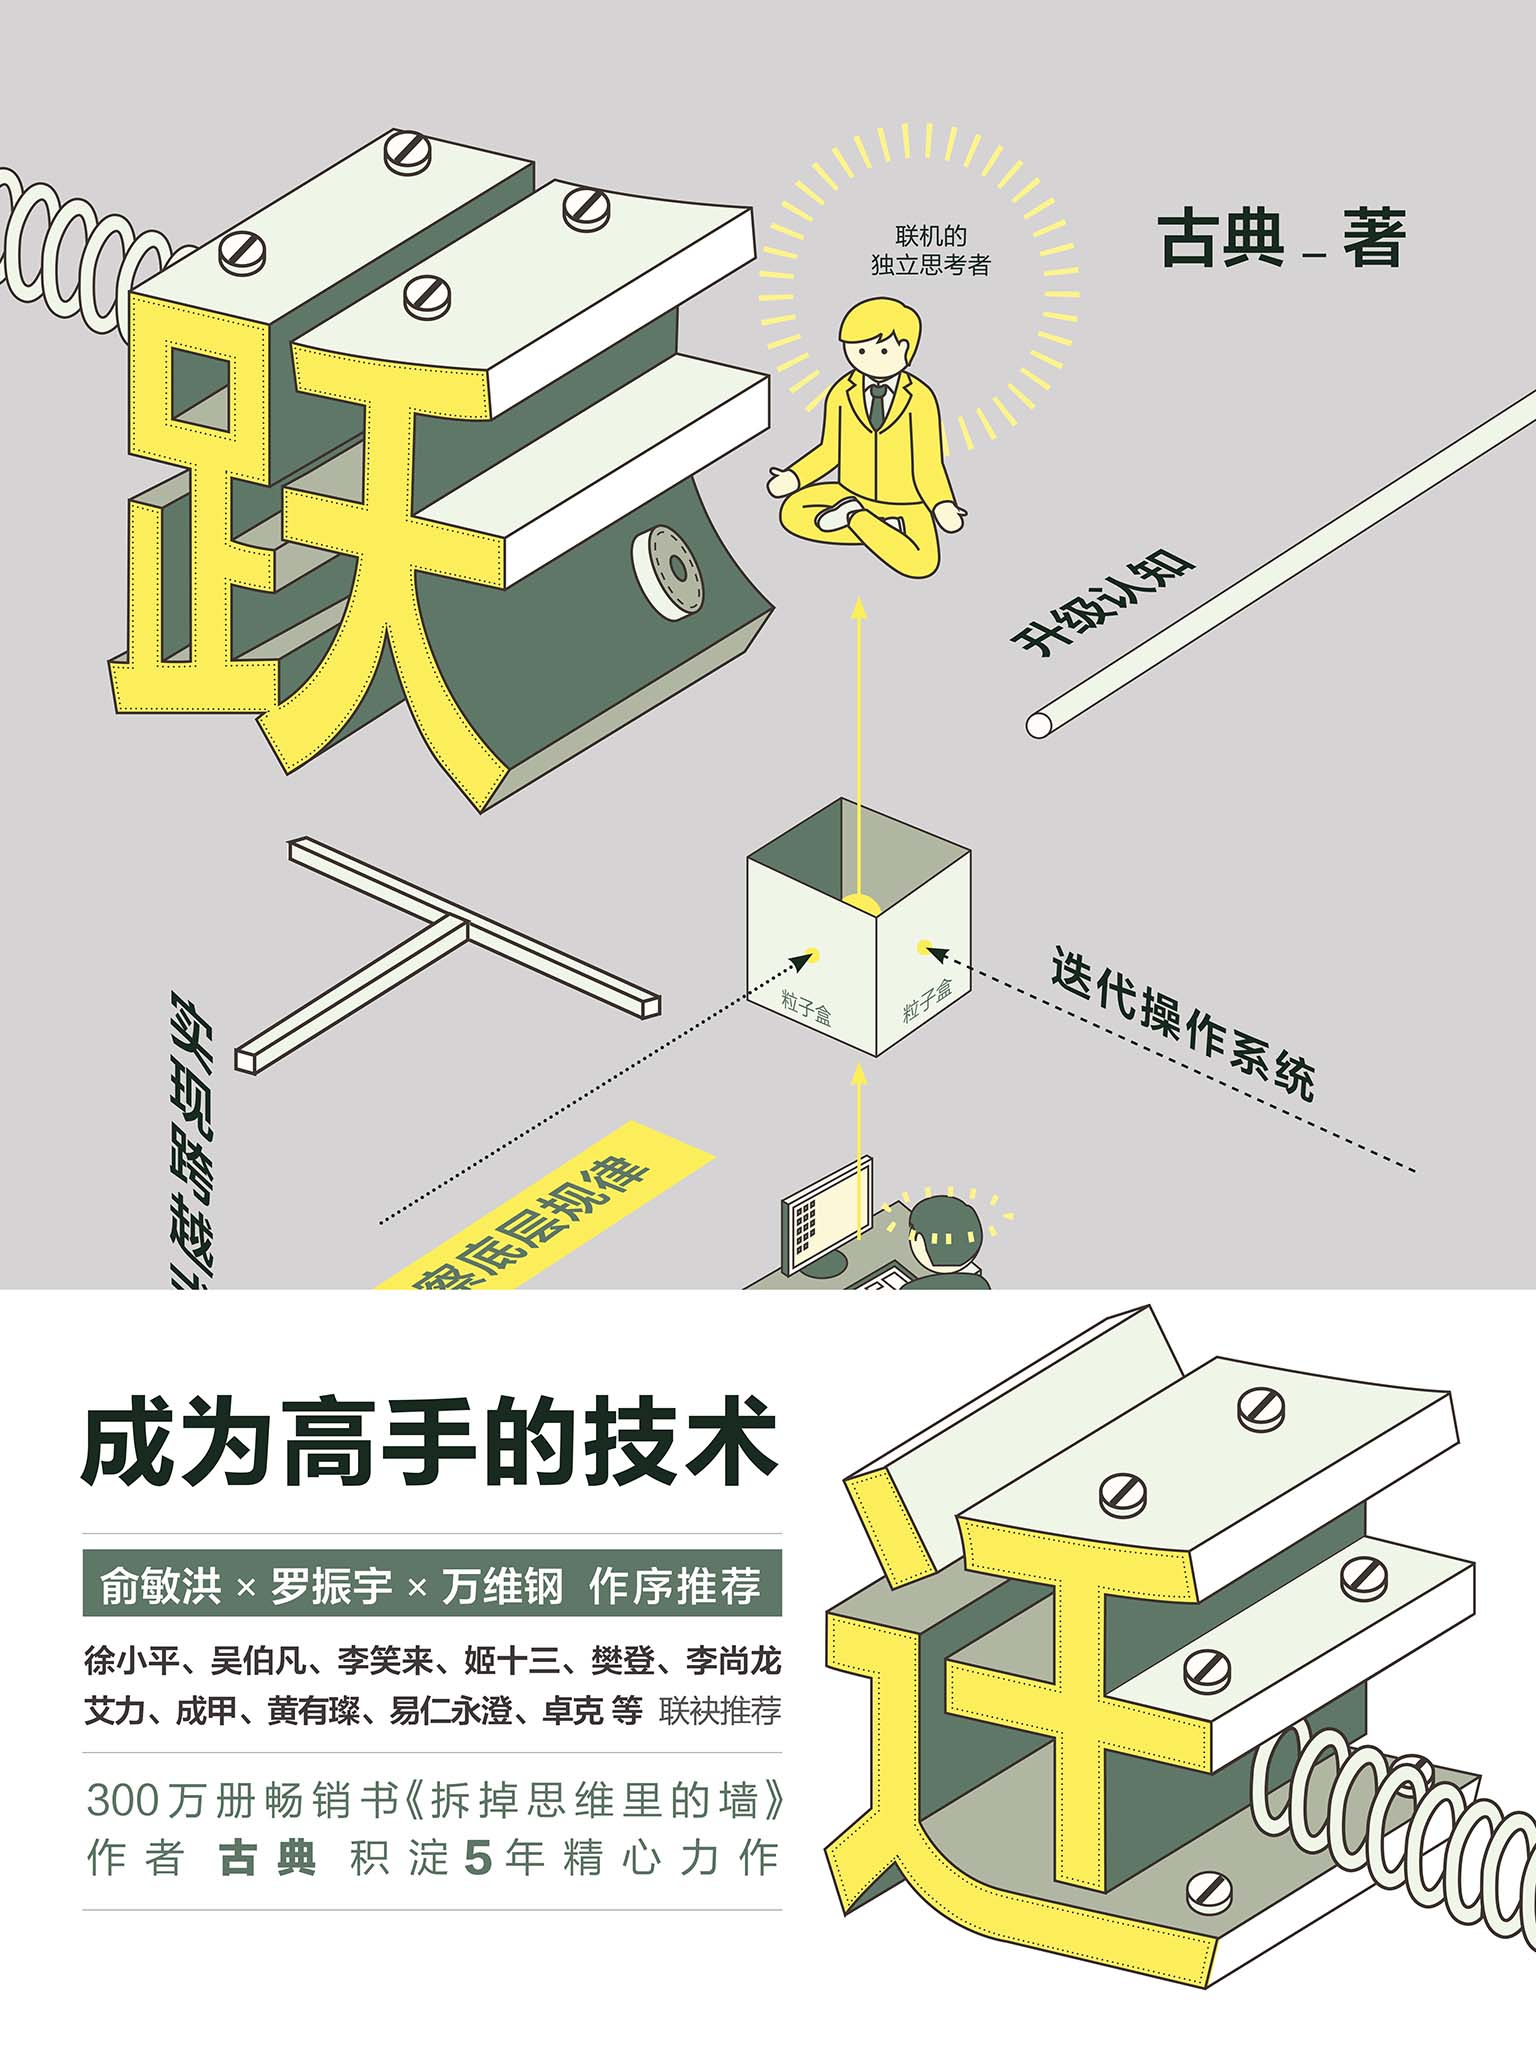 跃
联机的
独立思考者
古典 – 著
升级认知
粒子盒
粒子盒
迭代操作系统
实现跨越
察底层规律
迁
成为高手的技术
俞敏洪 × 罗振宇 × 万维钢 作序推荐
徐小平、吴伯凡、李笑来、姬十三、樊登、李尚龙
艾力、成甲、黄有璨、易仁永澄、卓克 等 联袂推荐
300万册畅销书《拆掉思维里的墙》
作者 古典 积淀5年精心力作